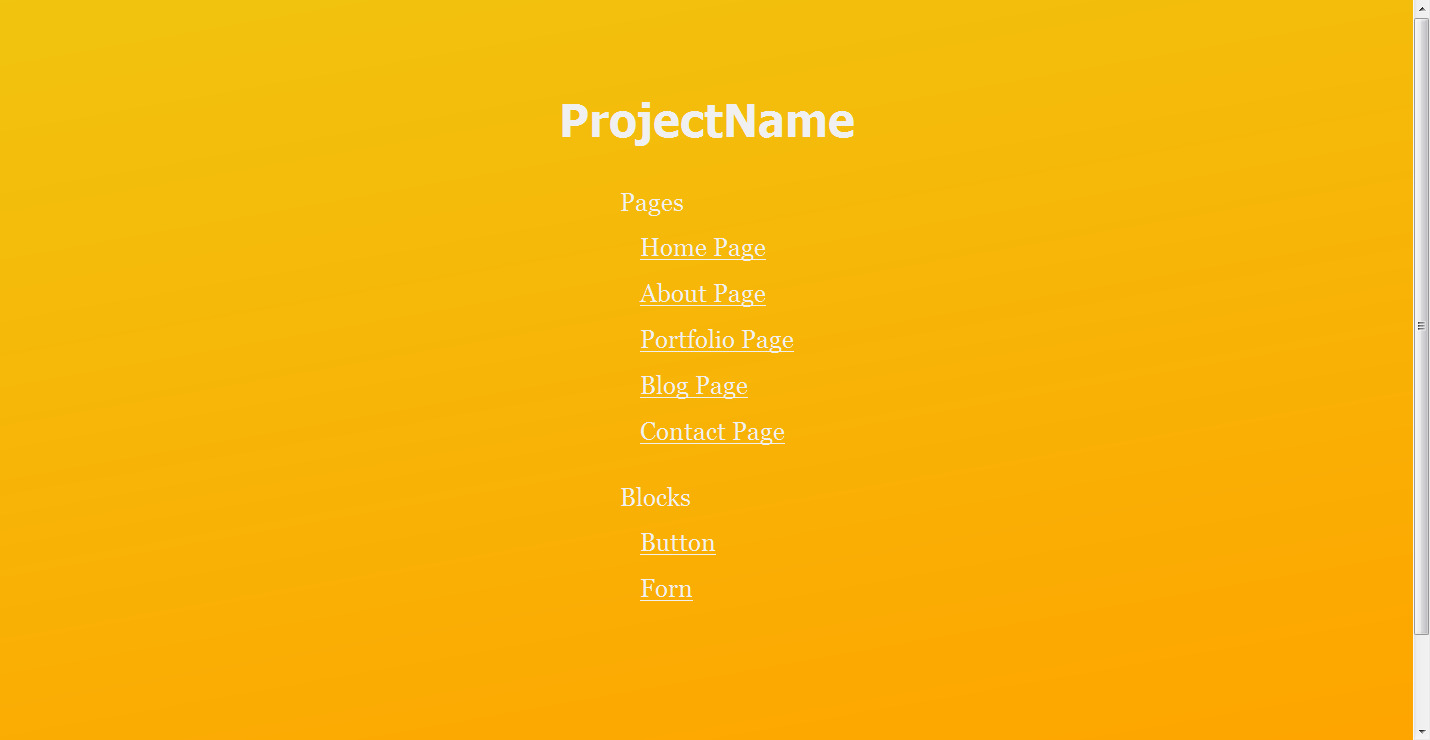 ProjectName
Pages
Home Page
About Page
Portfolio Page
Blog Page
Contact Page
Blocks
Button
Forn